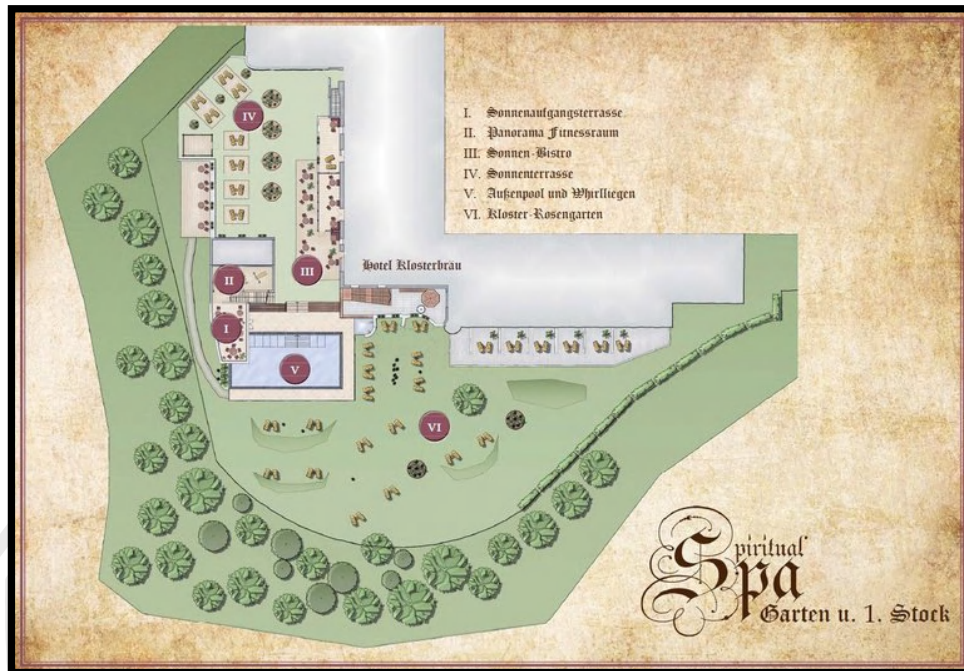 I. Sonnenaufgangsterrasse
II. Panorama Fitnessraum
III. Sonnen-Bistro
IV. Sonnenterrasse
V. Außenpool und Whirlliegen
VI. Kloster-Rosengarten
IV
Hotel Klosterbräu
III
II
I
V
VI
Spiritual
Spa
Garten u. 1. Stock